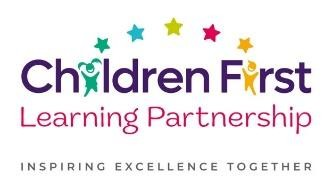 Children First
Learning Partnership
INSPIRING EXCELLENCE TOGETHER